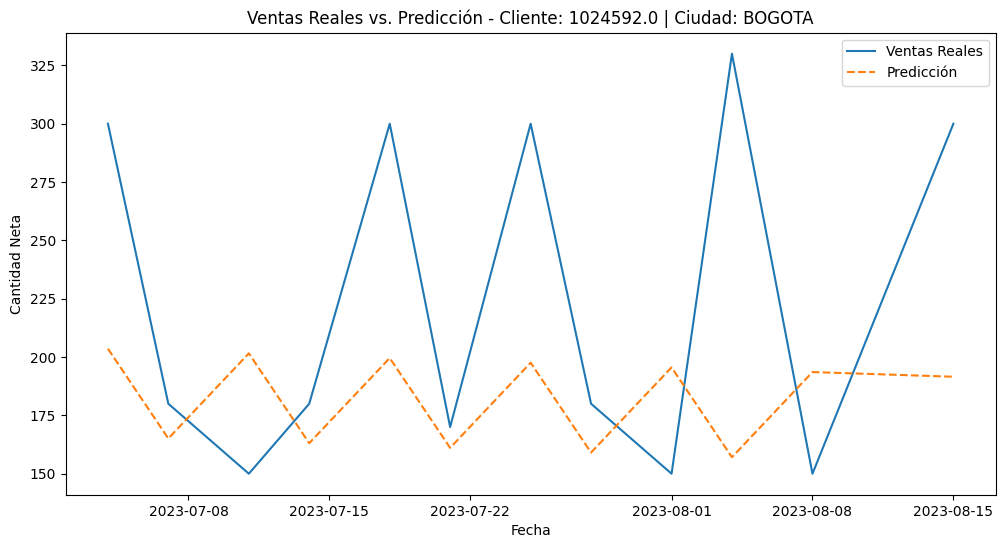 Ventas Reales vs. Predicción - Cliente: 1024592.0 | Ciudad: BOGOTA
Ventas Reales
Predicción
325
300
275
250
225
200
175
150
Cantidad Neta
2023-07-08
2023-07-15
2023-07-22
2023-08-01
2023-08-08
2023-08-15
Fecha